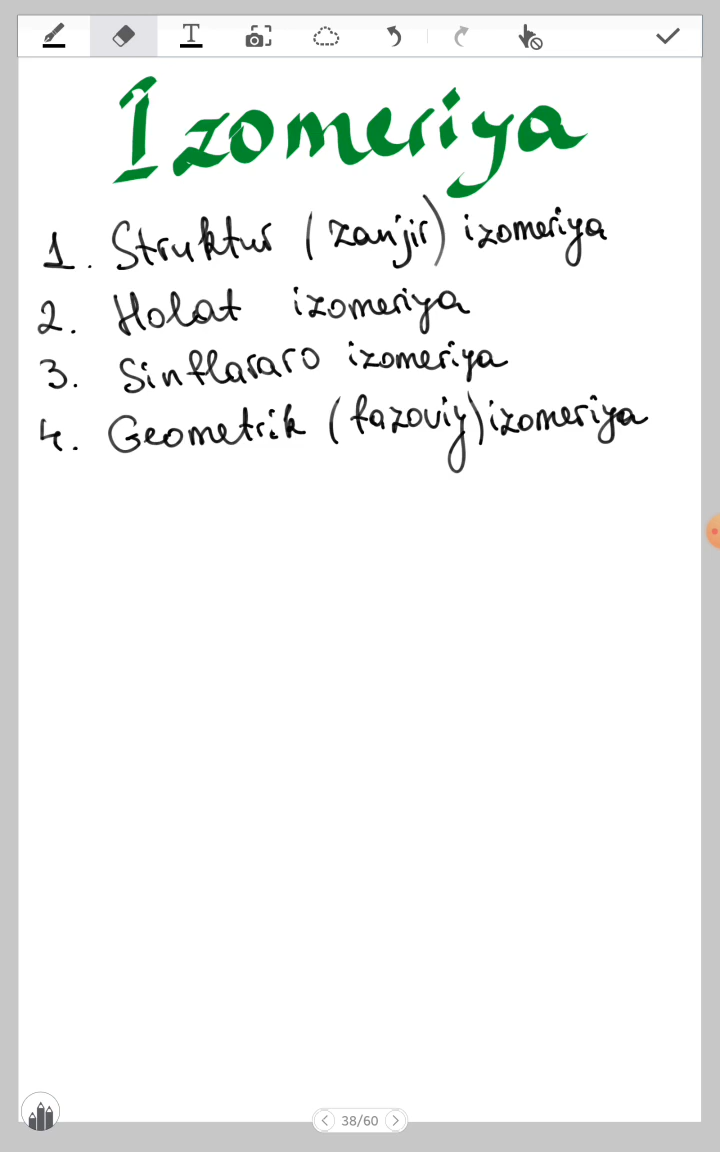 T
Izomeriya
1. Struktur (zanjir) izomeriya
2. Holat izomeriya
3. Sinflararo izomeriya
4. Geometrik (fazoviy) izomeriya
38/60